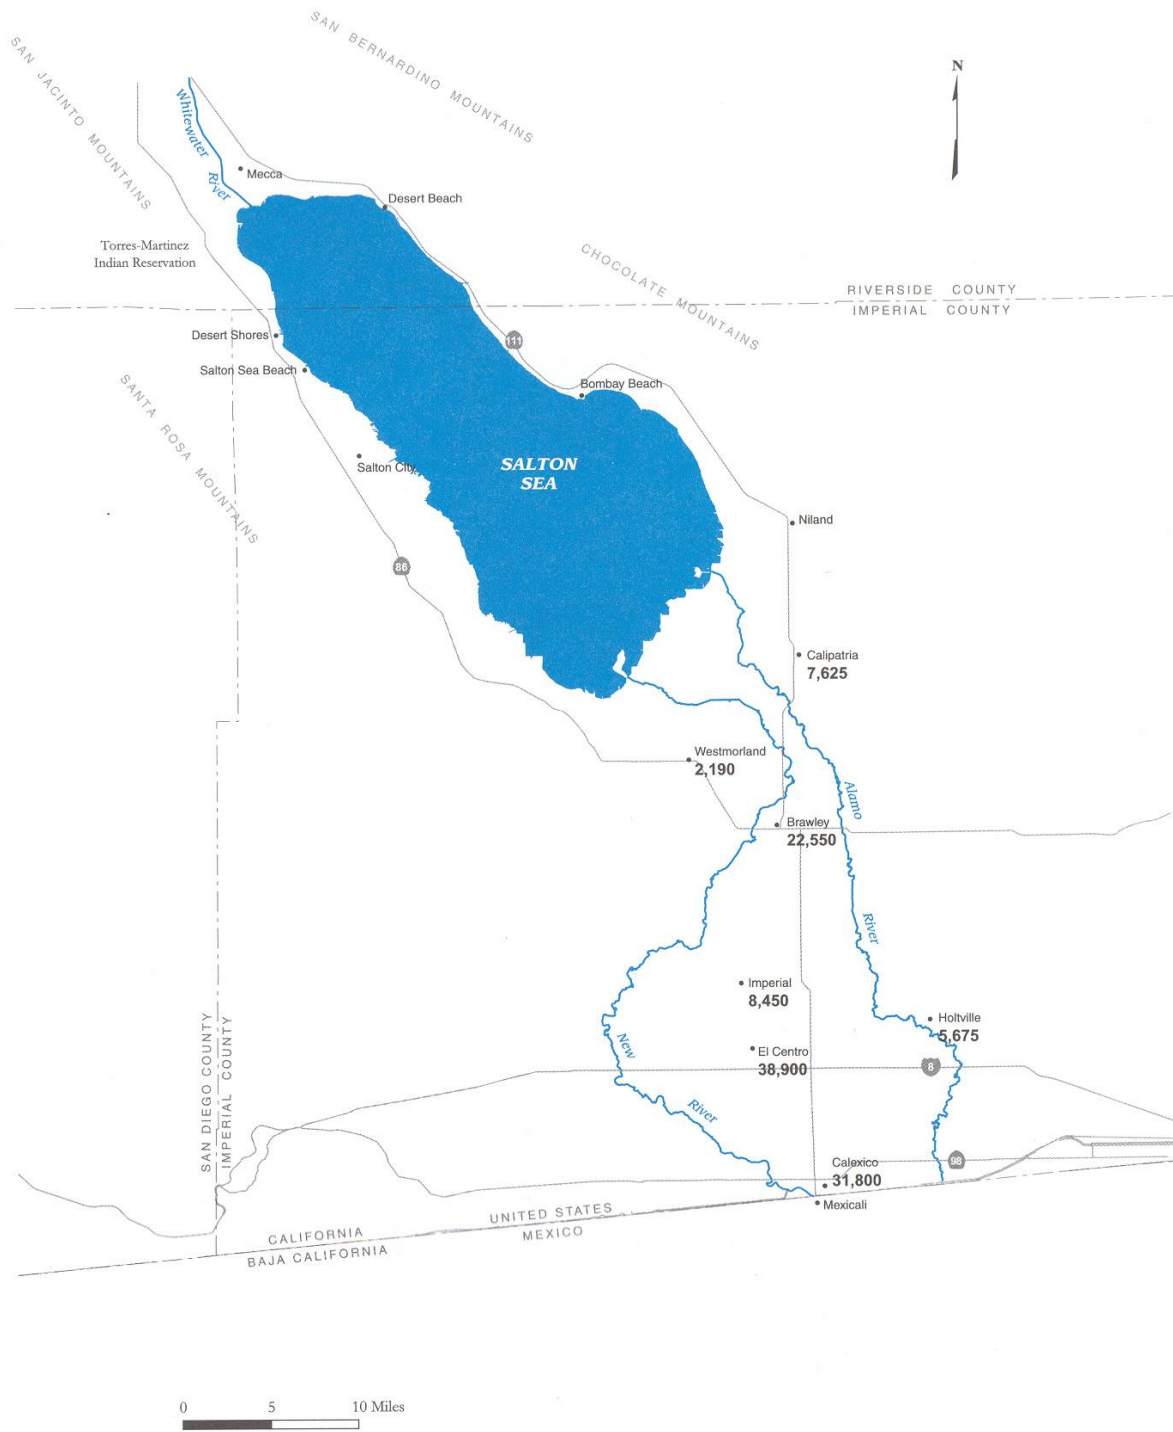 SAN BERNARDINO MOUNTAINS
SAN JACINTO MOUNTAINS
N
Whitewater
River
Mecca
Desert Beach
Torres-Martinez
Indian Reservation
CHOCOLATE MOUNTAINS
RIVERSIDE COUNTY
IMPERIAL COUNTY
Desert Shores
111
Salton Sea Beach
SANTA ROSA MOUNTAINS
Bombay Beach
SALTON
SEA
Salton City
Niland
86
Calipatria
7,625
Westmorland
2,190
Alamo
River
Brawley
22,550
Imperial
8,450
Holtville
5,675
New
River
El Centro
38,900
8
SAN DIEGO COUNTY
IMPERIAL COUNTY
98
Calexico
31,800
Mexicali
UNITED STATES
MEXICO
CALIFORNIA
BAJA CALIFORNIA
0 5 10 Miles